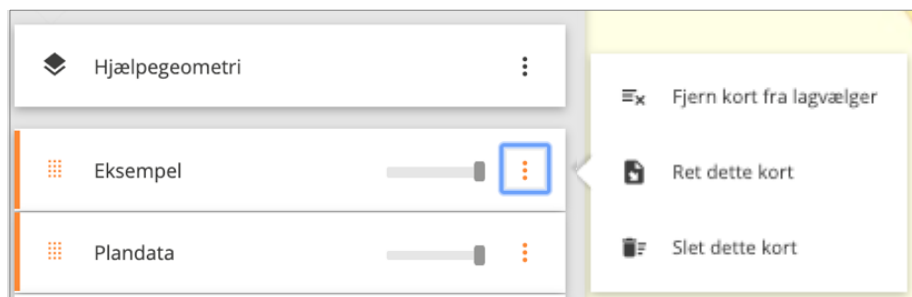 Hjælpegeometri
Fjern kort fra lagvælger
Eksempel
Ret dette kort
Plandata
Slet dette kort